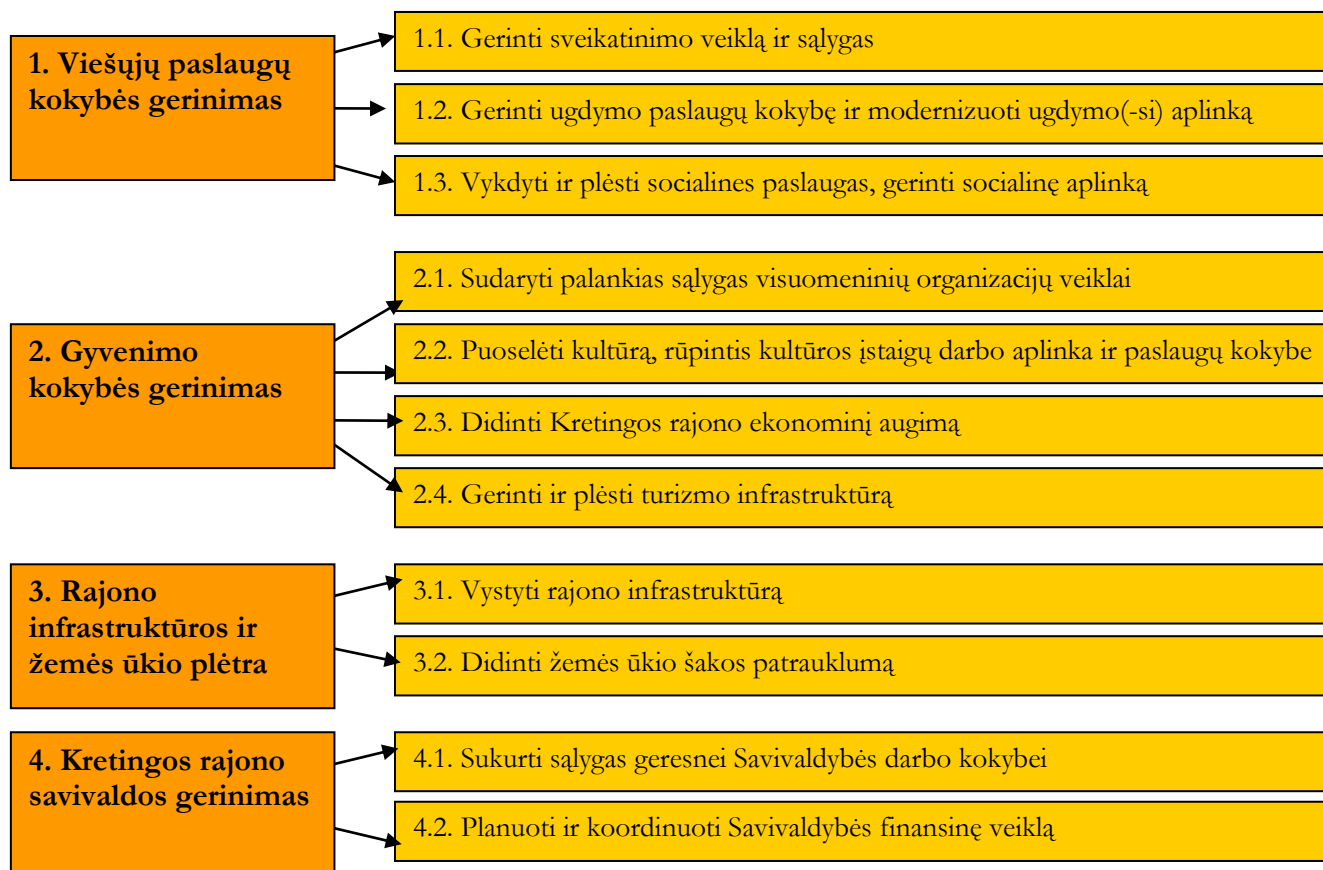 1. Viešųjų paslaugų
kokybės gerinimas
1.1. Gerinti sveikatinimo veiklą ir sąlygas
1.2. Gerinti ugdymo paslaugų kokybę ir modernizuoti ugdymo(-si) aplinką
1.3. Vykdyti ir plėsti socialines paslaugas, gerinti socialinę aplinką
2. Gyvenimo
kokybės gerinimas
2.1. Sudaryti palankias sąlygas visuomeninių organizacijų veiklai
2.2. Puoselėti kultūrą, rūpintis kultūros įstaigų darbo aplinka ir paslaugų kokybe
2.3. Didinti Kretingos rajono ekonominį augimą
2.4. Gerinti ir plėsti turizmo infrastruktūrą
3. Rajono
infrastruktūros ir
žemės ūkio plėtra
3.1. Vystyti rajono infrastruktūrą
3.2. Didinti žemės ūkio šakos patrauklumą
4. Kretingos rajono
savivaldos gerinimas
4.1. Sukurti sąlygas geresnei Savivaldybės darbo kokybei
4.2. Planuoti ir koordinuoti Savivaldybės finansinę veiklą